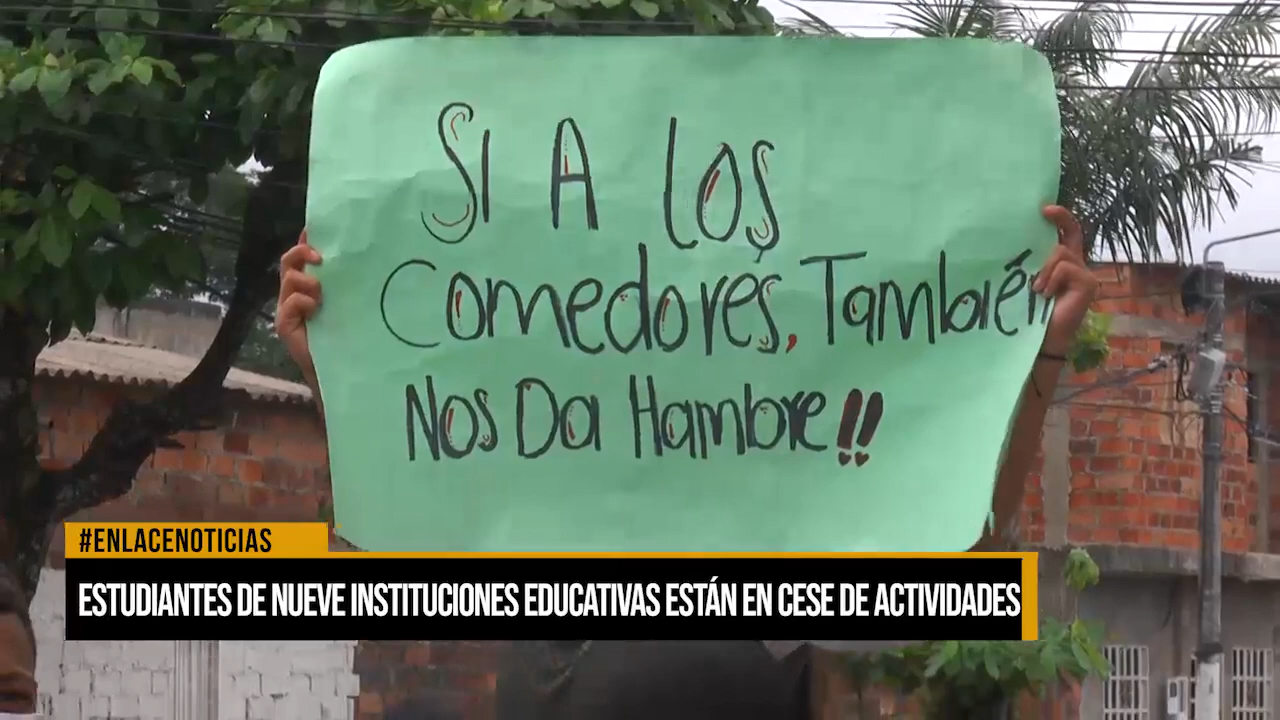 SI A LOS
Comedores, También
Nos Da Hambre!!
#ENLACENOTICIAS
ESTUDIANTES DE NUEVE INSTITUCIONES EDUCATIVAS ESTÁN EN CESE DE ACTIVIDADES